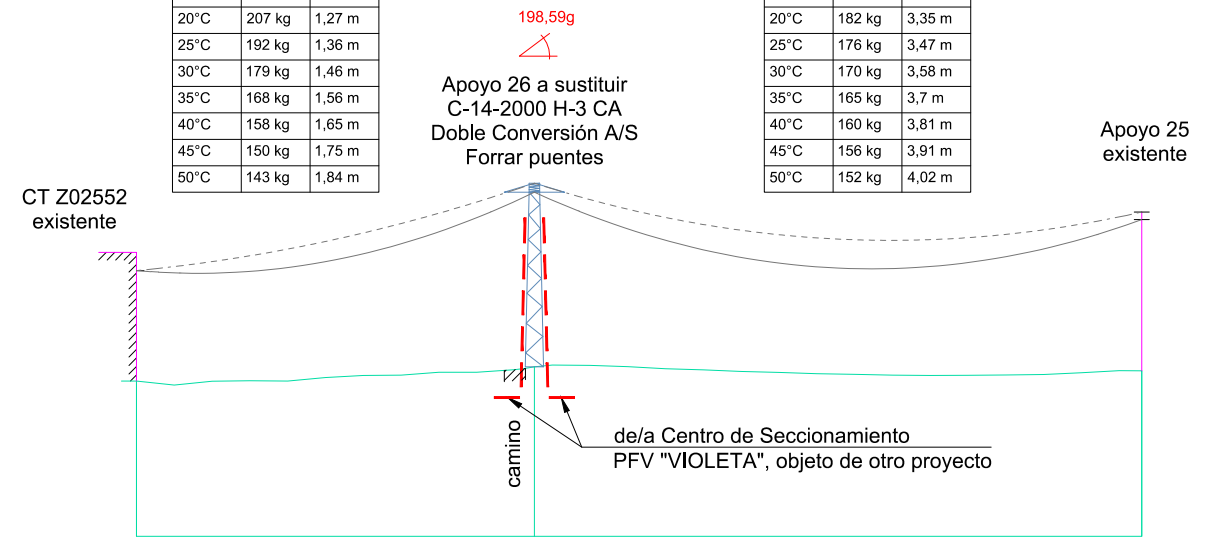 20°C 207 kg 1,27 m
25°C 192 kg 1,36 m
30°C 179 kg 1,46 m
35°C 168 kg 1,56 m
40°C 158 kg 1,65 m
45°C 150 kg 1,75 m
50°C 143 kg 1,84 m
198,59g
Apoyo 26 a sustituir
C-14-2000 H-3 CA
Doble Conversión A/S
Forrar puentes
20°C 182 kg 3,35 m
25°C 176 kg 3,47 m
30°C 170 kg 3,58 m
35°C 165 kg 3,7 m
40°C 160 kg 3,81 m
45°C 156 kg 3,91 m
50°C 152 kg 4,02 m
Apoyo 25
existente
CT Z02552
existente
camino
de/a Centro de Seccionamiento
PFV "VIOLETA", objeto de otro proyecto